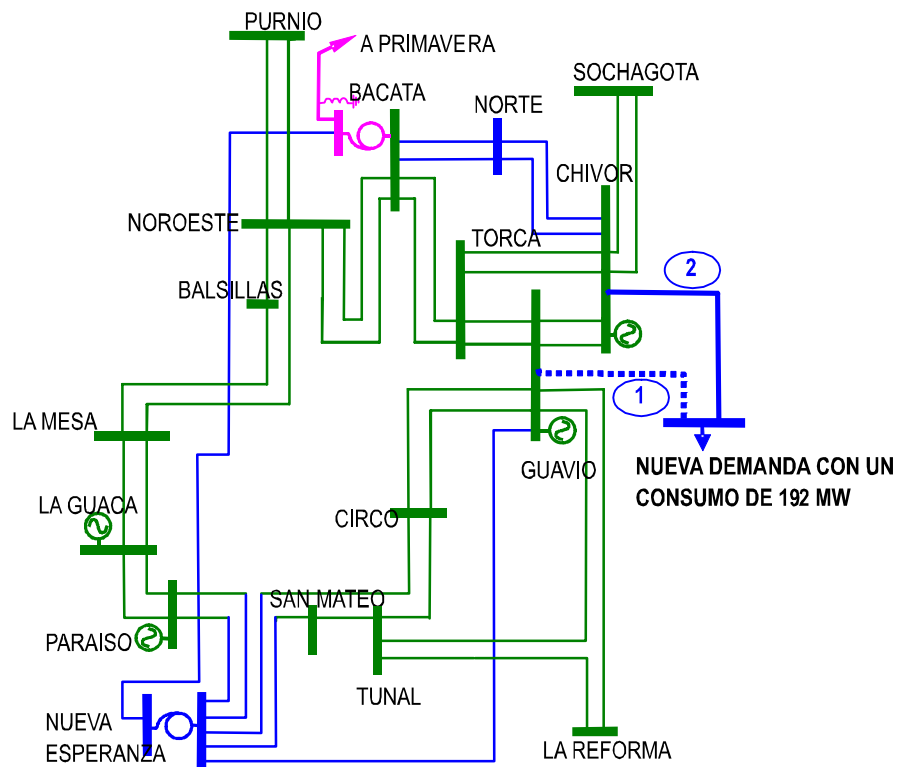 PURNIO
A PRIMAVERA
SOCHAGOTA
BACATA
NORTE
CHIVOR
NOROESTE
TORCA
2
BALSILLAS
1
LA MESA
GUAVIO
NUEVA DEMANDA CON UN
CONSUMO DE 192 MW
LA GUACA
CIRCO
SAN MATEO
PARAISO
TUNAL
NUEVA
ESPERANZA
LA REFORMA